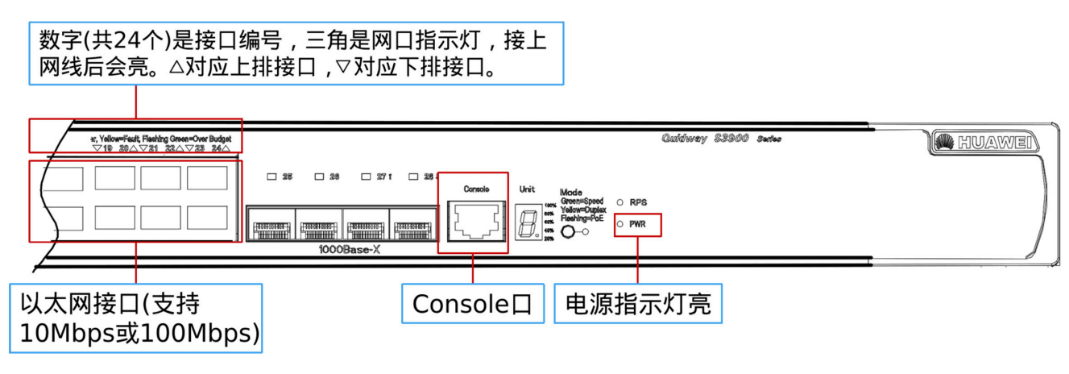 数字(共24个)是接口编号，三角是网口指示灯，接上
网线后会亮。△对应上排接口,▽对应下排接口。
Yellow=Fault, Flashing Green=Over Budget
▽19 20△▽21 22△▽23 24△
Quidway S3900 Series
HUAWEI
25 26 27 28
Console
Unit
Mode
Green=Speed
Yellow=Duplex
Flashing=PoE
RPS
PWR
1000Base-X
以太网接口(支持
10Mbps或100Mbps)
Console口
电源指示灯亮